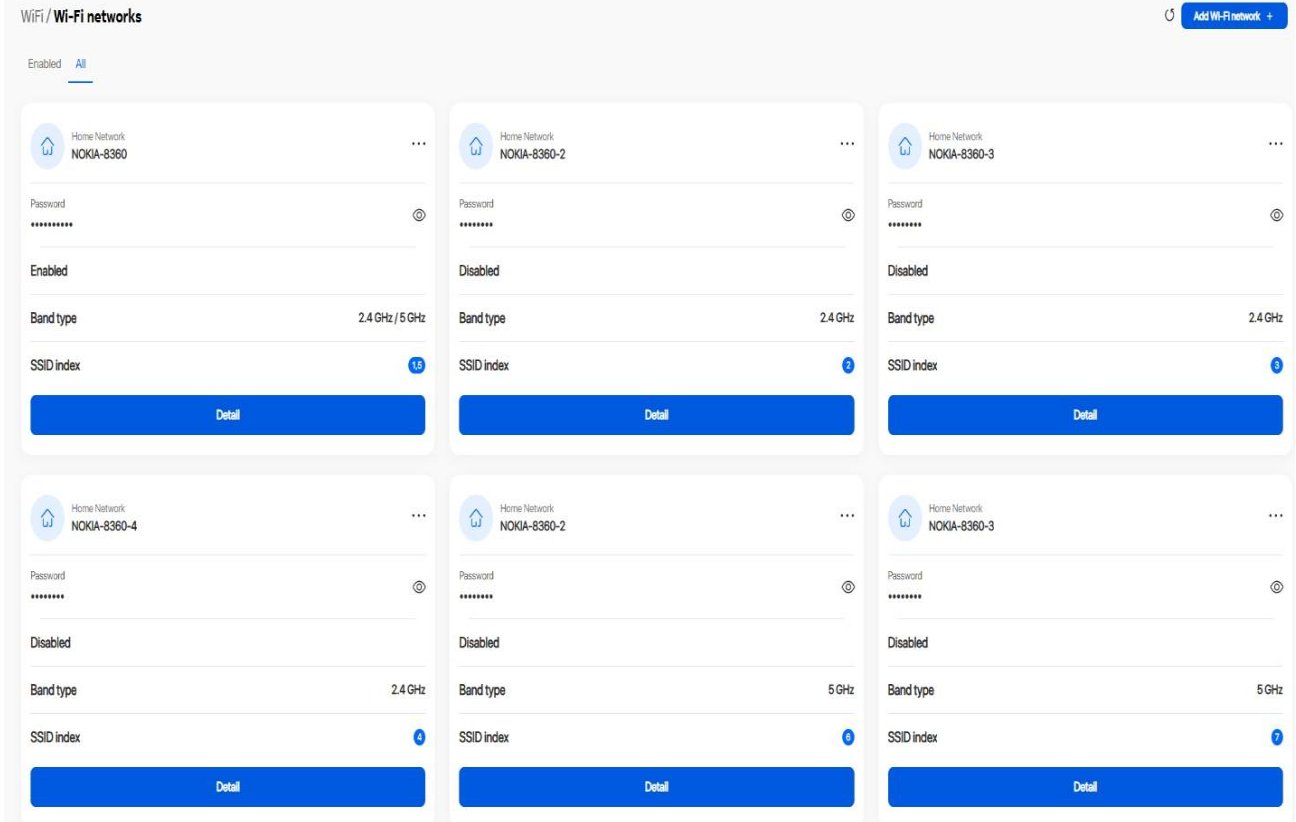 WiFi / Wi-Fi networks
Add Wi-Fi network +
Enabled All
Home Network
NOKIA-8360
...
Password
••••••••••
Enabled
Band type 2.4 GHz / 5 GHz
SSID index 1,5
Detail
Home Network
NOKIA-8360-2
...
Password
••••••••
Disabled
Band type 2.4 GHz
SSID index 2
Detail
Home Network
NOKIA-8360-3
...
Password
••••••••
Disabled
Band type 2.4 GHz
SSID index 3
Detail
Home Network
NOKIA-8360-4
...
Password
••••••••
Disabled
Band type 2.4 GHz
SSID index 4
Detail
Home Network
NOKIA-8360-2
...
Password
••••••••
Disabled
Band type 5 GHz
SSID index 6
Detail
Home Network
NOKIA-8360-3
...
Password
••••••••
Disabled
Band type 5 GHz
SSID index 7
Detail